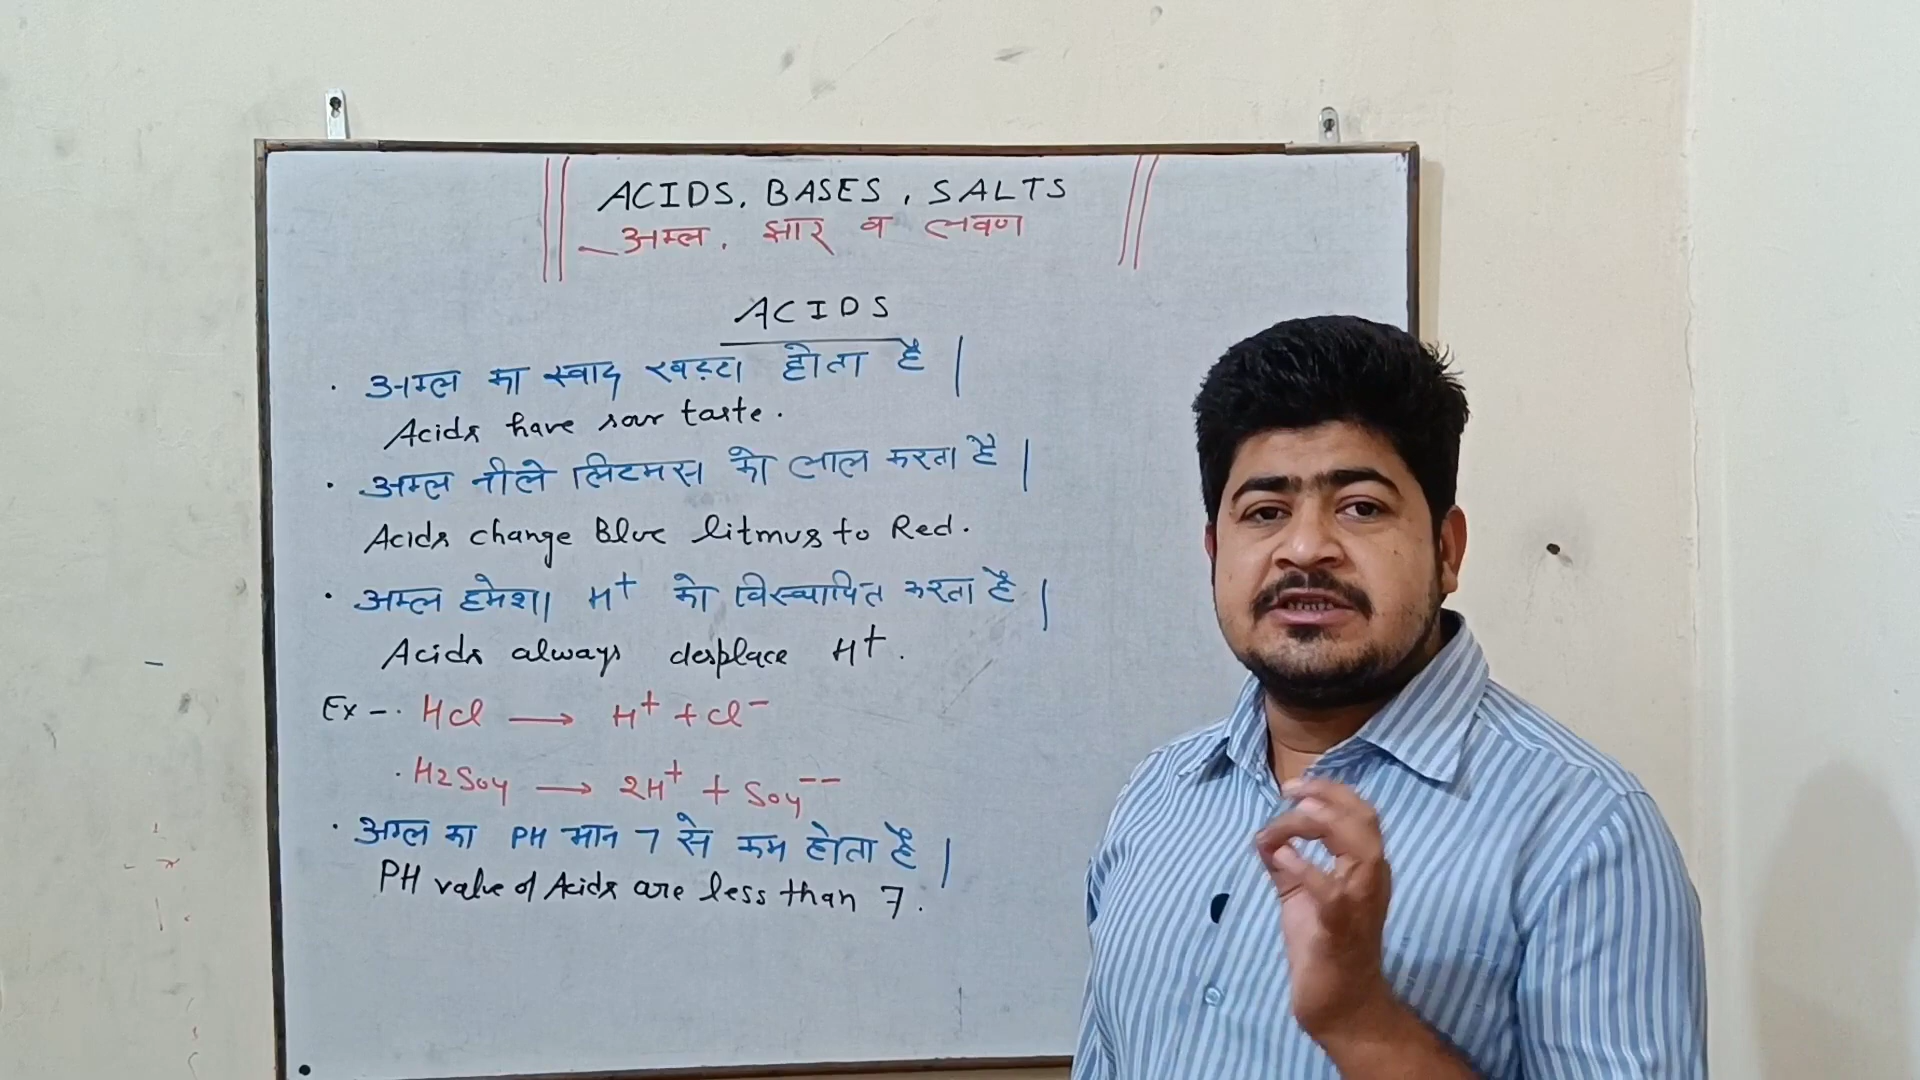 ACIDS, BASES, SALTS
अम्ल, क्षार व लवण
ACIDS
· अम्ल का स्वाद खट्टा होता है |
Acids have sour taste.
· अम्ल नीले लिटमस को लाल करता है |
Acids change Blue litmus to Red.
· अम्ल हमेशा H⁺ को विस्थापित करता है |
Acids always desplace H⁺.
Ex -· HCl → H⁺ + Cl⁻
· H2SO4 → 2H⁺ + SO4⁻⁻
· अम्ल का PH मान 7 से कम होता है |
PH value of Acids are less than 7.